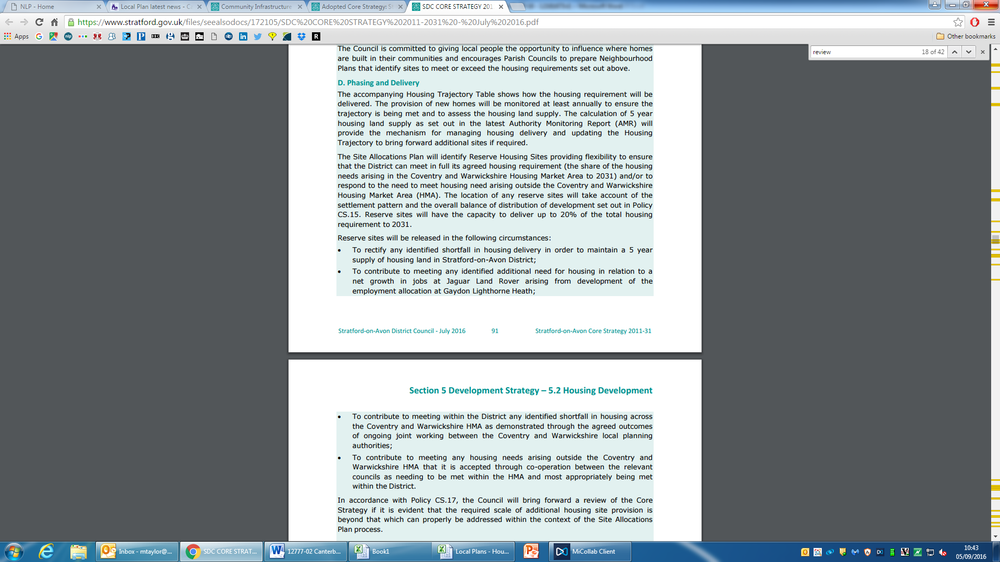 NLP - Home
Local Plan latest news - Ca
Community Infrastructure
Adopted Core Strategy: St
SDC CORE STRATEGY 201
https://www.stratford.gov.uk/files/seealsodocs/172105/SDC%20CORE%20STRATEGY%202011-2031%20-%20July%202016.pdf
Apps
Other bookmarks
review
18 of 42
The Council is committed to giving local people the opportunity to influence where homes
are built in their communities and encourages Parish Councils to prepare Neighbourhood
Plans that identify sites to meet or exceed the housing requirements set out above.
D. Phasing and Delivery
The accompanying Housing Trajectory Table shows how the housing requirement will be
delivered. The provision of new homes will be monitored at least annually to ensure the
trajectory is being met and to assess the housing land supply. The calculation of 5 year
housing land supply as set out in the latest Authority Monitoring Report (AMR) will
provide the mechanism for managing housing delivery and updating the Housing
Trajectory to bring forward additional sites if required.
The Site Allocations Plan will identify Reserve Housing Sites providing flexibility to ensure
that the District can meet in full its agreed housing requirement (the share of the housing
needs arising in the Coventry and Warwickshire Housing Market Area to 2031) and/or to
respond to the need to meet housing need arising outside the Coventry and Warwickshire
Housing Market Area (HMA). The location of any reserve sites will take account of the
settlement pattern and the overall balance of distribution of development set out in Policy
CS.15. Reserve sites will have the capacity to deliver up to 20% of the total housing
requirement to 2031.
Reserve sites will be released in the following circumstances:
• To rectify any identified shortfall in housing delivery in order to maintain a 5 year
supply of housing land in Stratford-on-Avon District;
• To contribute to meeting any identified additional need for housing in relation to a
net growth in jobs at Jaguar Land Rover arising from development of the
employment allocation at Gaydon Lighthorne Heath;
Stratford-on-Avon District Council - July 2016 91 Stratford-on-Avon Core Strategy 2011-31
Section 5 Development Strategy – 5.2 Housing Development
• To contribute to meeting within the District any identified shortfall in housing across
the Coventry and Warwickshire HMA as demonstrated through the agreed outcomes
of ongoing joint working between the Coventry and Warwickshire local planning
authorities;
• To contribute to meeting any housing needs arising outside the Coventry and
Warwickshire HMA that it is accepted through co-operation between the relevant
councils as needing to be met within the HMA and most appropriately being met
within the District.
In accordance with Policy CS.17, the Council will bring forward a review of the Core
Strategy if it is evident that the required scale of additional housing site provision is
beyond that which can properly be addressed within the context of the Site Allocations
Plan process.
Inbox - mtaylor@...
SDC CORE STRAT...
12777-02 Canterb...
Book1
Local Plans - Hou...
MiCollab Client
10:43
05/09/2016